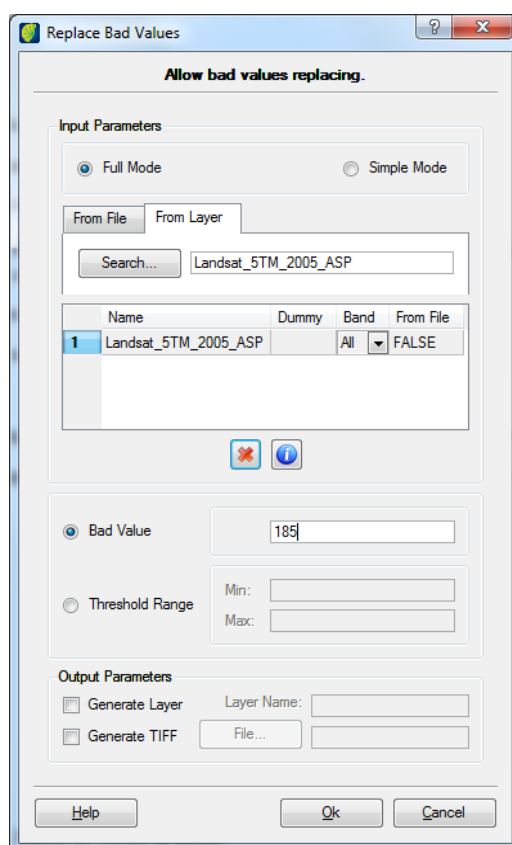 Replace Bad Values
Allow bad values replacing.
Input Parameters
Full Mode Simple Mode
From File From Layer
Search... Landsat_5TM_2005_ASP
Name Dummy Band From File
1 Landsat_5TM_2005_ASP All FALSE
Bad Value 185
Threshold Range Min:
Max:
Output Parameters
Generate Layer Layer Name:
Generate TIFF File...
Help Ok Cancel